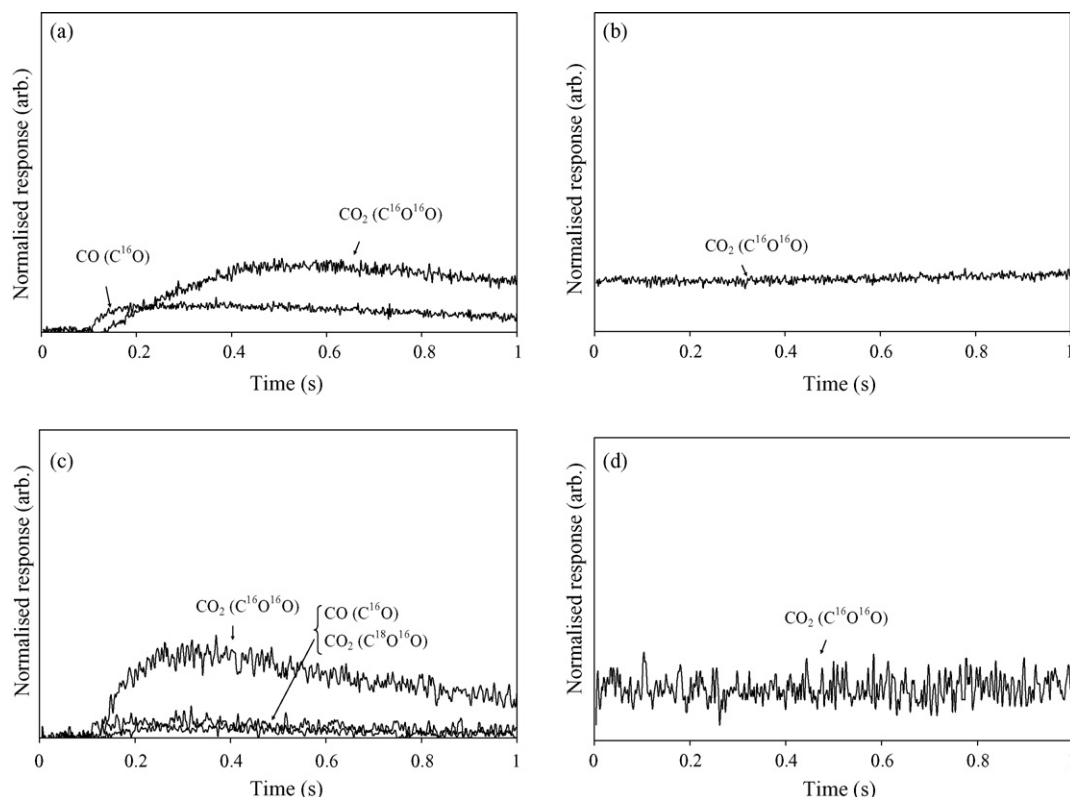 (a)
Normalised response (arb.)
CO₂ (C¹⁶O¹⁶O)
CO (C¹⁶O)
0 0.2 0.4 0.6 0.8 1
Time (s)
(b)
Normalised response (arb.)
CO₂ (C¹⁶O¹⁶O)
0 0.2 0.4 0.6 0.8 1
Time (s)
(c)
Normalised response (arb.)
CO₂ (C¹⁶O¹⁶O)
CO (C¹⁶O)
CO₂ (C¹⁸O¹⁶O)
0 0.2 0.4 0.6 0.8 1
Time (s)
(d)
Normalised response (arb.)
CO₂ (C¹⁶O¹⁶O)
0 0.2 0.4 0.6 0.8 1
Time (s)